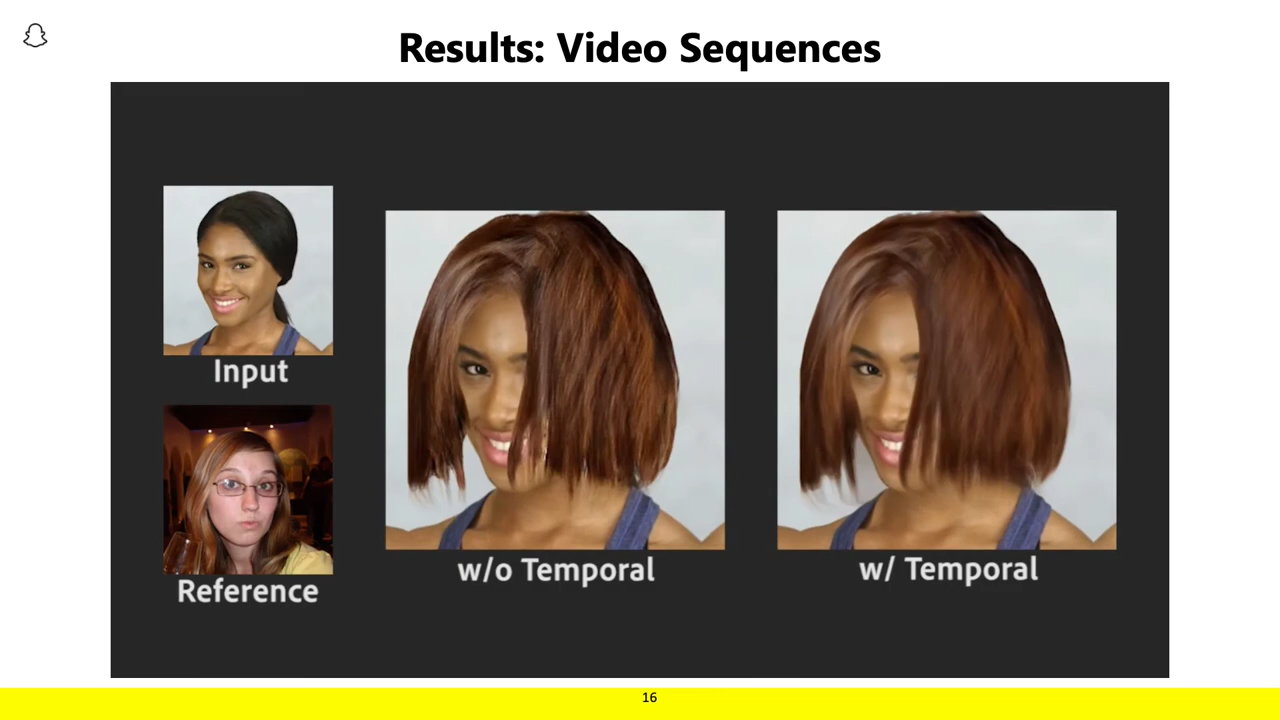 Results: Video Sequences
Input
Reference
w/o Temporal
w/ Temporal
16